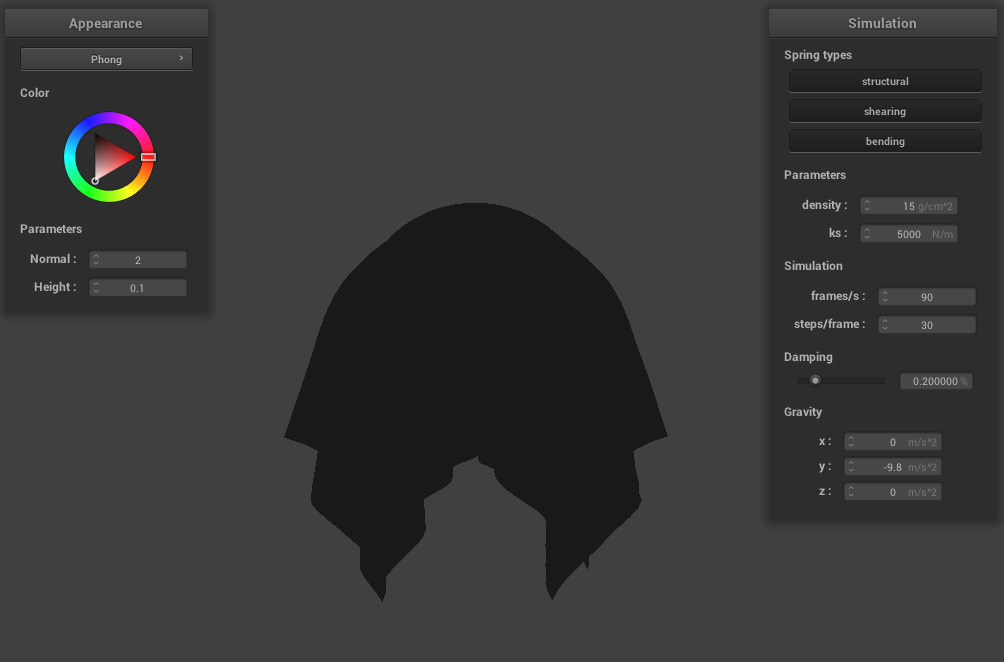 Appearance
Phong
Color
Parameters
Normal : 2
Height : 0.1
Simulation
Spring types
structural
shearing
bending
Parameters
density : 15 g/cm^2
ks : 5000 N/m
Simulation
frames/s : 90
steps/frame : 30
Damping
0.200000 %
Gravity
x : 0 m/s^2
y : -9.8 m/s^2
z : 0 m/s^2